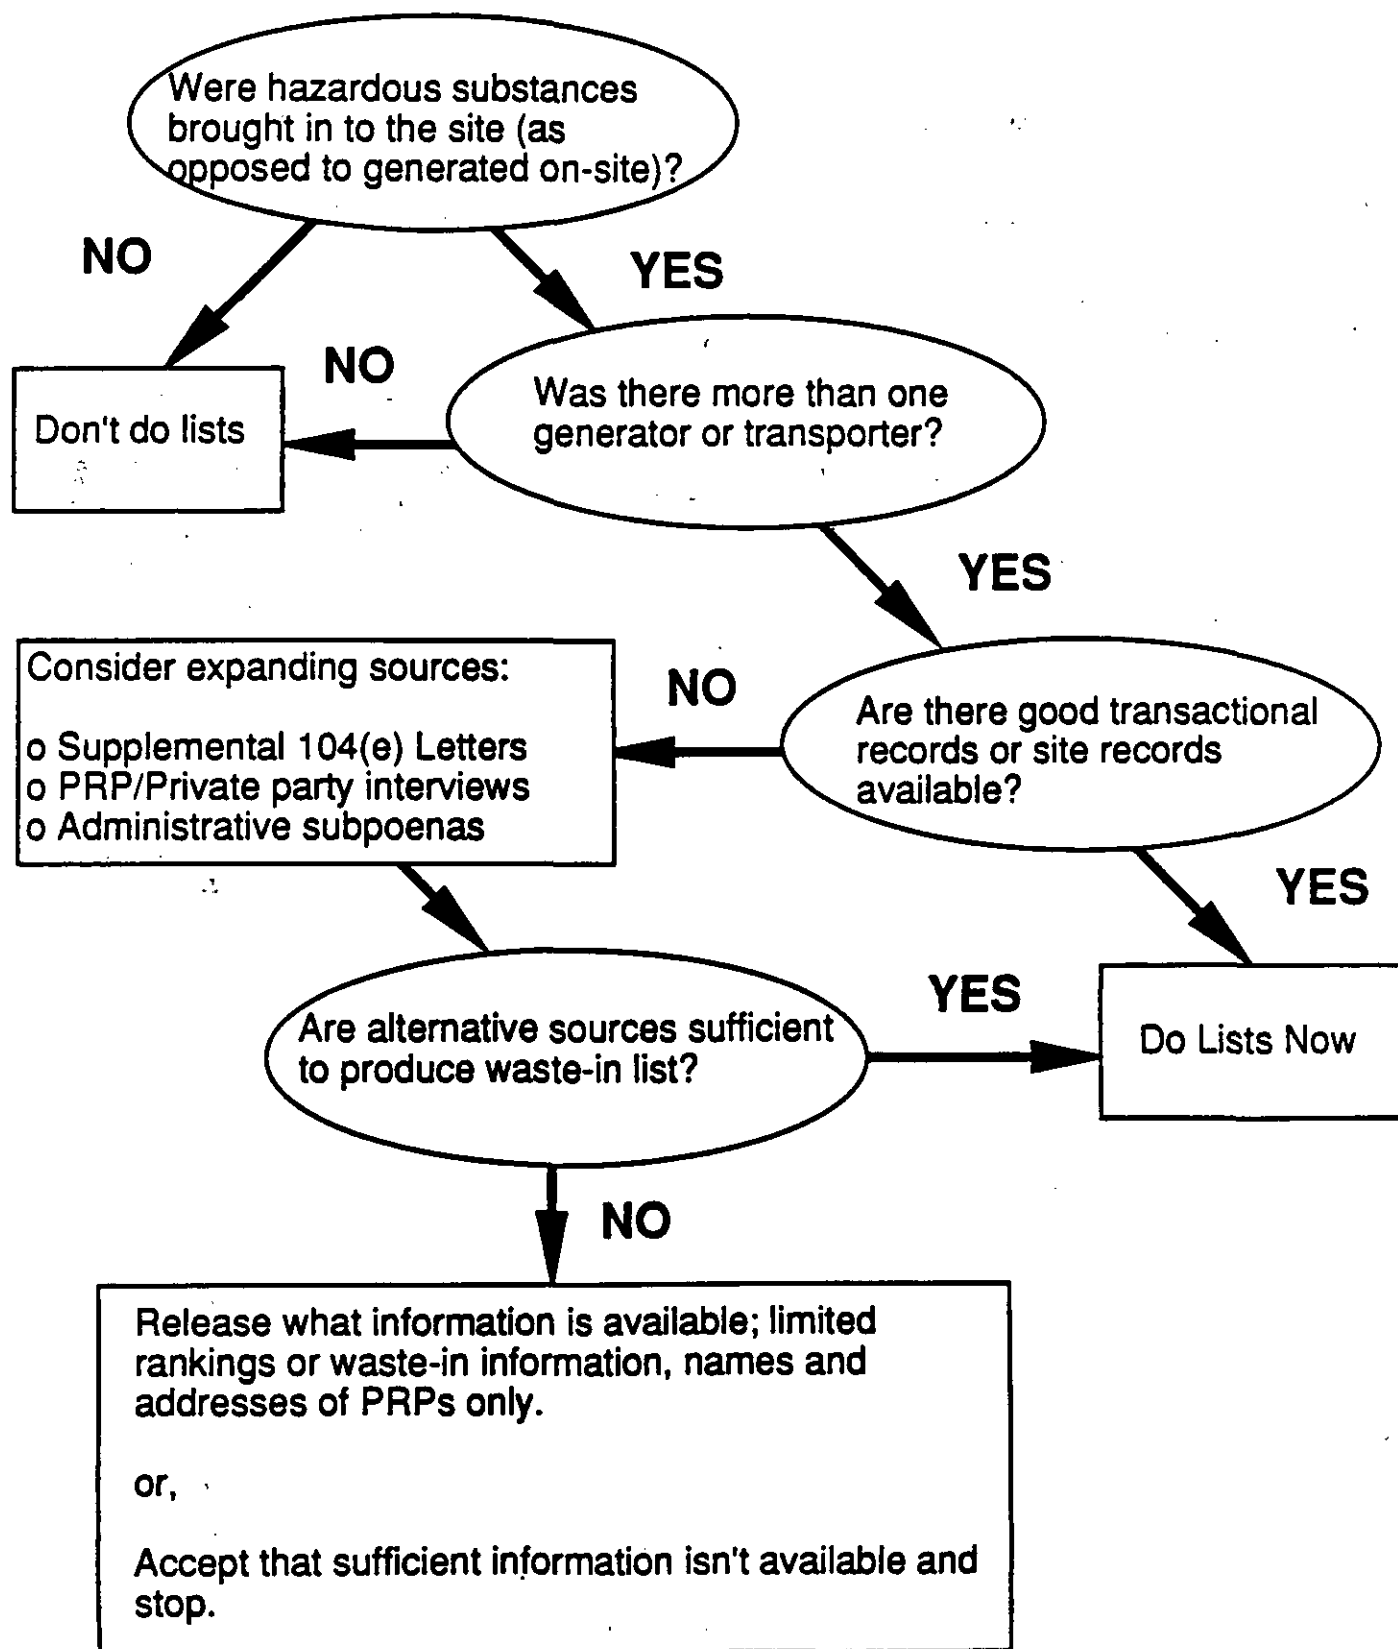 Were hazardous substances
brought in to the site (as
opposed to generated on-site)?
NO
YES
NO
Was there more than one
generator or transporter?
Don't do lists
YES
Consider expanding sources:
o Supplemental 104(e) Letters
o PRP/Private party interviews
o Administrative subpoenas
NO
Are there good transactional
records or site records
available?
YES
Are alternative sources sufficient
to produce waste-in list?
YES
Do Lists Now
NO
Release what information is available; limited
rankings or waste-in information, names and
addresses of PRPs only.
or,
Accept that sufficient information isn't available and
stop.